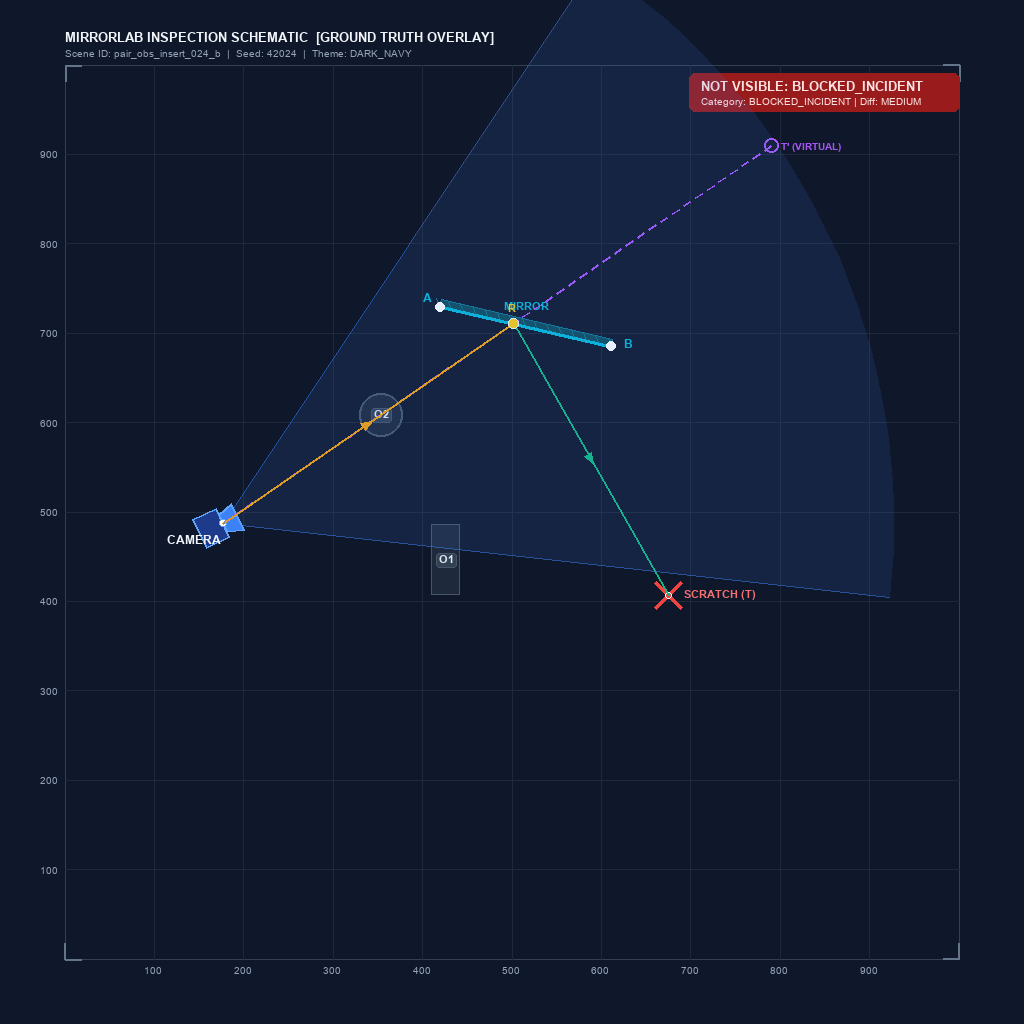 MIRRORLAB INSPECTION SCHEMATIC [GROUND TRUTH OVERLAY]
Scene ID: pair_obs_insert_024_b | Seed: 42024 | Theme: DARK_NAVY
NOT VISIBLE: BLOCKED_INCIDENT
Category: BLOCKED_INCIDENT | Diff: MEDIUM
T' (VIRTUAL)
A
R
MIRROR
B
O2
CAMERA
O1
SCRATCH (T)
900
800
700
600
500
400
300
200
100
100 200 300 400 500 600 700 800 900